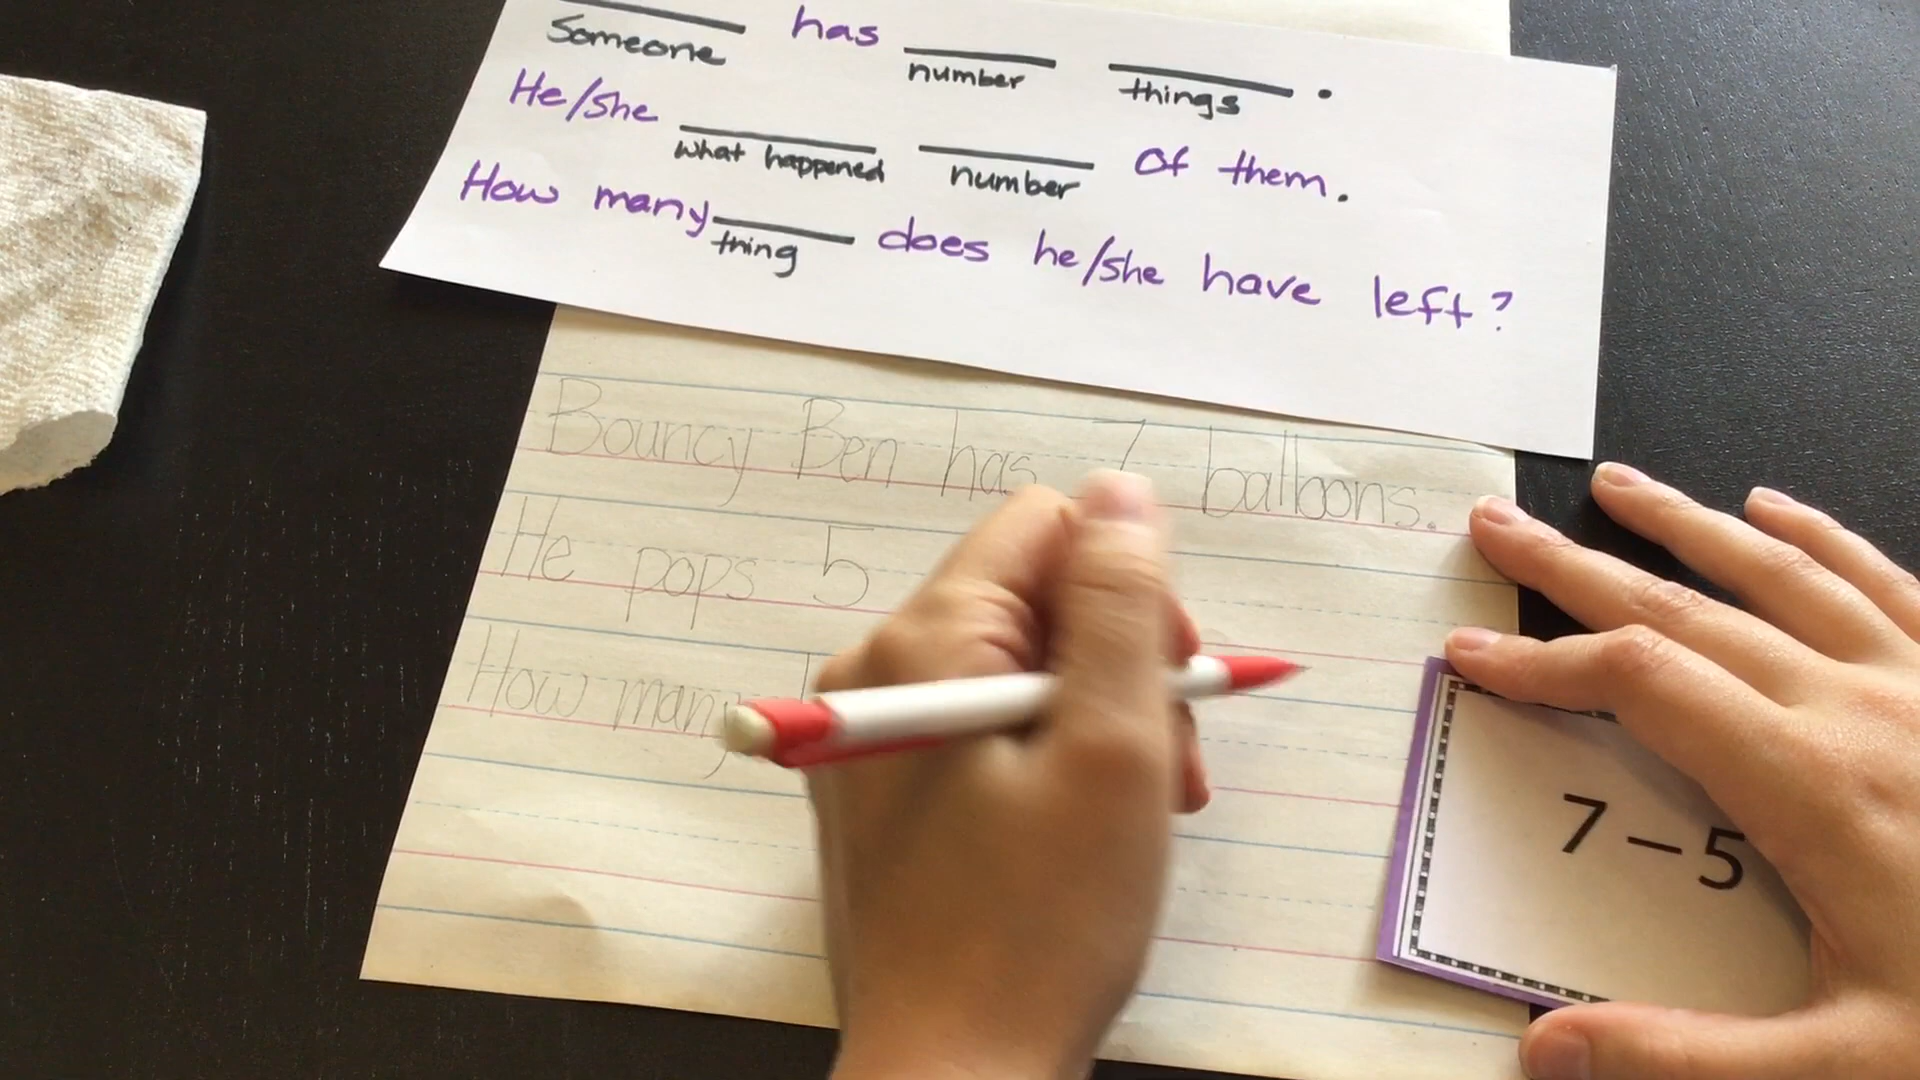 Someone has number things.
He/she what happened number of them.
How many thing does he/she have left?
Bouncy Ben has 7 balloons.
He pops 5
How many
7-5